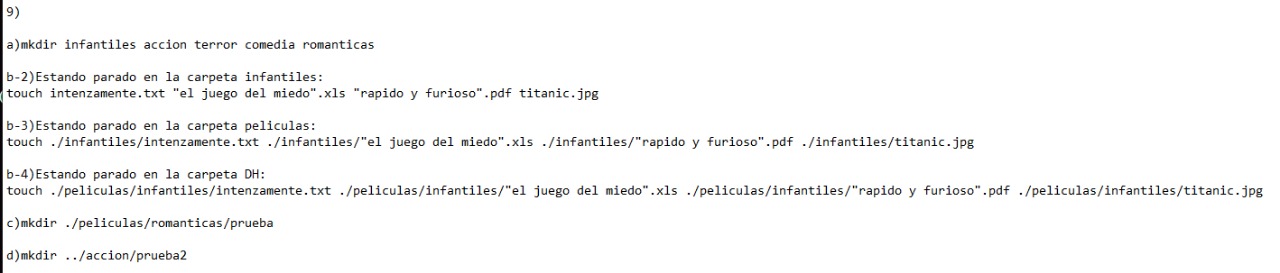 9)
a)mkdir infantiles accion terror comedia romanticas
b-2)Estando parado en la carpeta infantiles:
touch intenzamente.txt "el juego del miedo".xls "rapido y furioso".pdf titanic.jpg
b-3)Estando parado en la carpeta peliculas:
touch ./infantiles/intenzamente.txt ./infantiles/"el juego del miedo".xls ./infantiles/"rapido y furioso".pdf ./infantiles/titanic.jpg
b-4)Estando parado en la carpeta DH:
touch ./peliculas/infantiles/intenzamente.txt ./peliculas/infantiles/"el juego del miedo".xls ./peliculas/infantiles/"rapido y furioso".pdf ./peliculas/infantiles/titanic.jpg
c)mkdir ./peliculas/romanticas/prueba
d)mkdir ../accion/prueba2